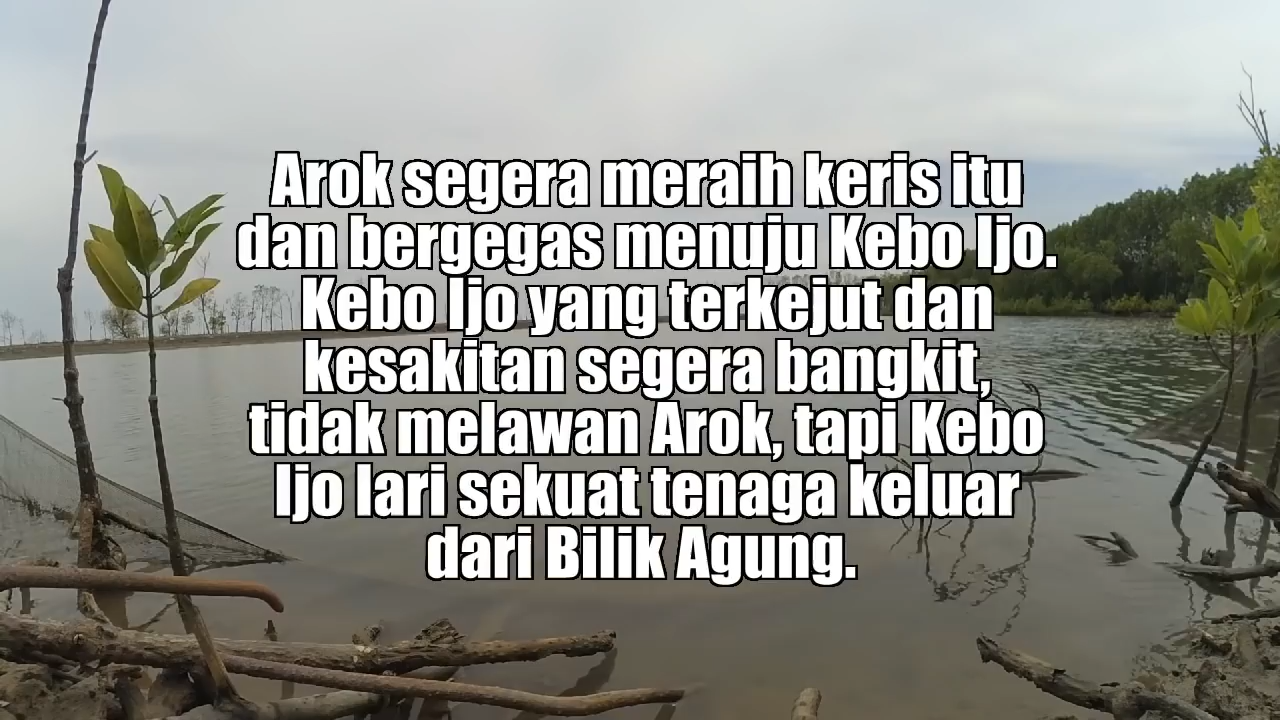 Arok segera meraih keris itu
dan bergegas menuju Kebo Ijo.
Kebo Ijo yang terkejut dan
kesakitan segera bangkit,
tidak melawan Arok, tapi Kebo
Ijo lari sekuat tenaga keluar
dari Bilik Agung.